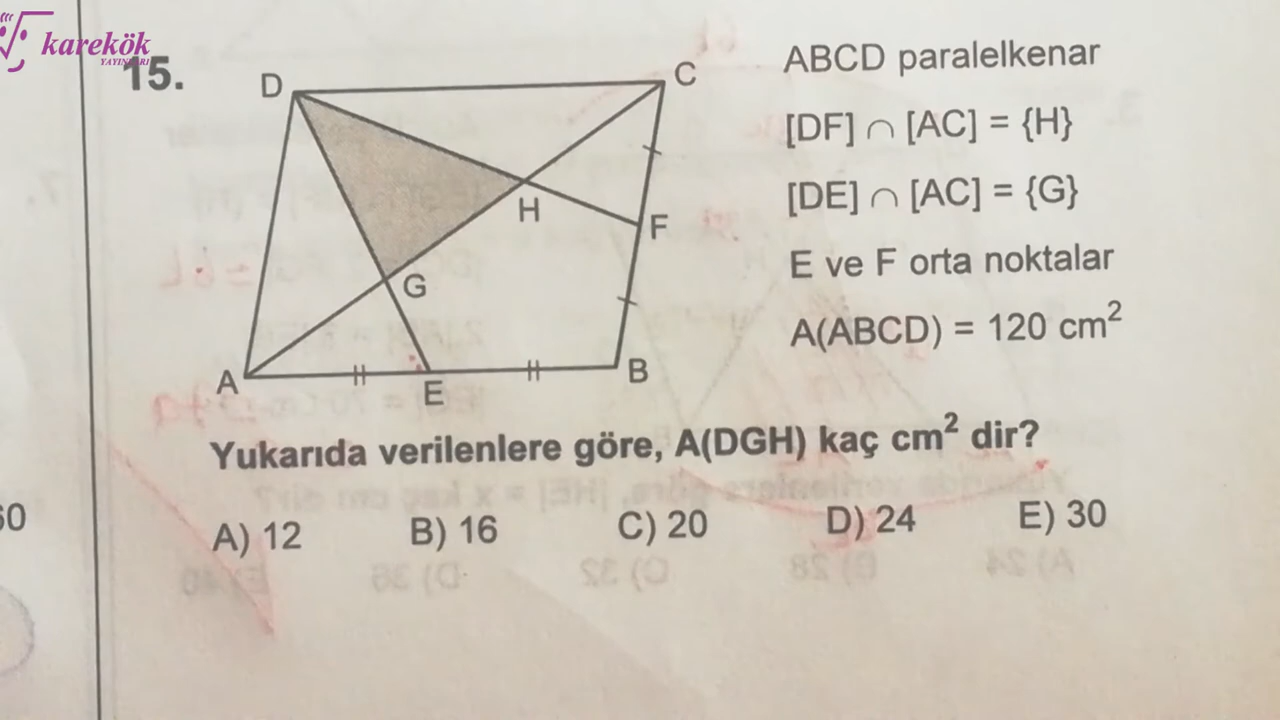 karekök
YAYINLARI
15.
D
C
H
F
G
A
E
B
ABCD paralelkenar
[DF] ∩ [AC] = {H}
[DE] ∩ [AC] = {G}
E ve F orta noktalar
A(ABCD) = 120 cm²
Yukarıda verilenlere göre, A(DGH) kaç cm² dir?
A) 12 B) 16 C) 20 D) 24 E) 30